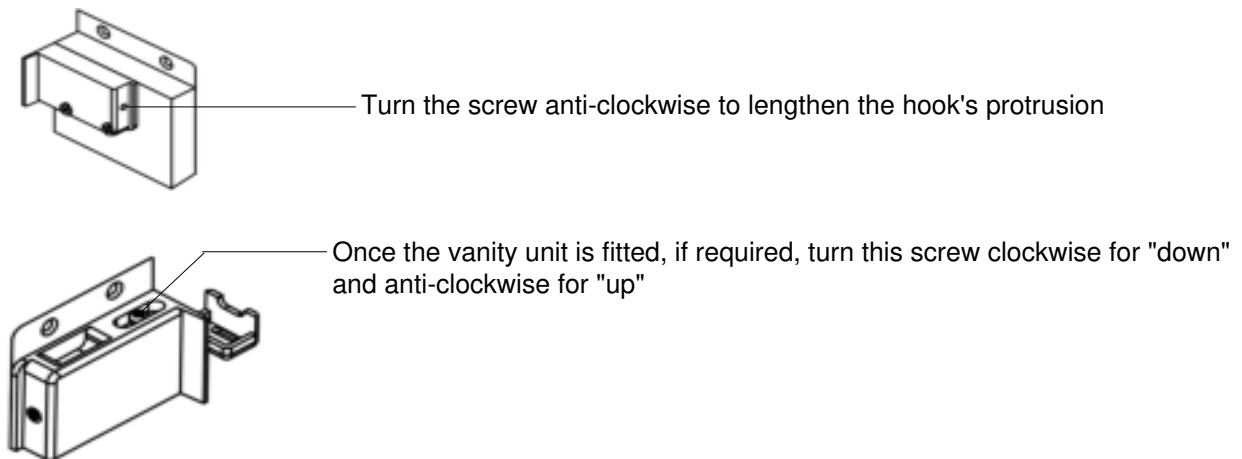 Turn the screw anti-clockwise to lengthen the hook's protrusion
Once the vanity unit is fitted, if required, turn this screw clockwise for "down"
and anti-clockwise for "up"